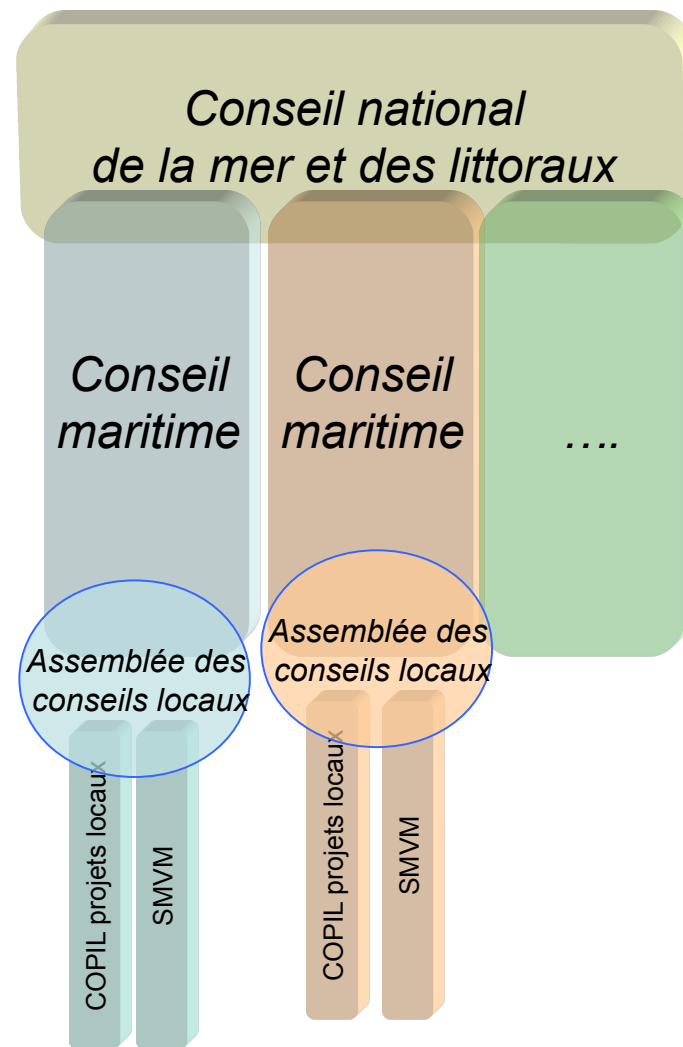 Conseil national
de la mer et des littoraux
Conseil
maritime
Conseil
maritime
….
Assemblée des
conseils locaux
Assemblée des
conseils locaux
COPIL projets locaux
SMVM
COPIL projets locaux
SMVM